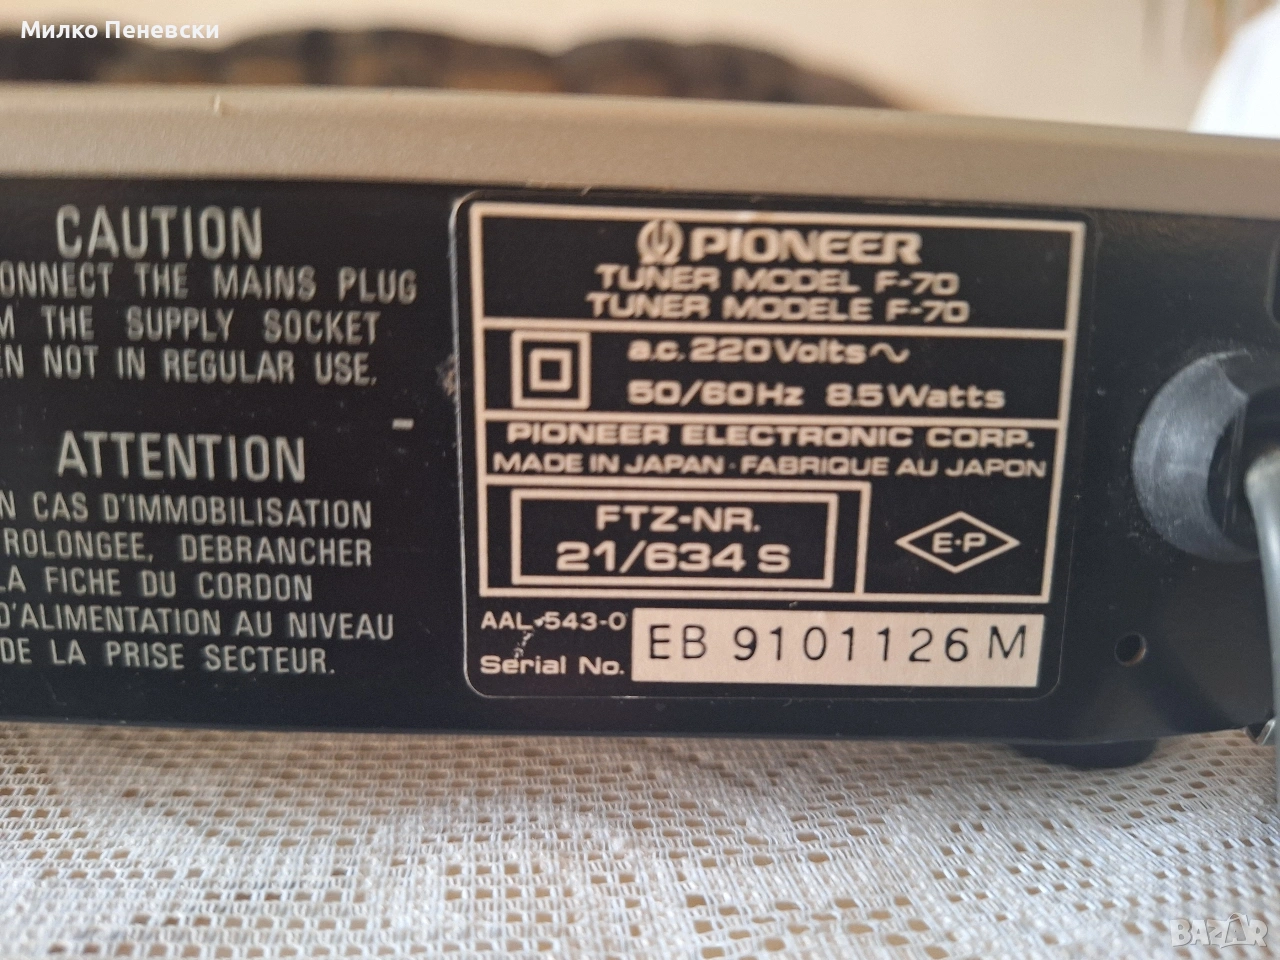 Милко Пеневски
CAUTION
ONNECT THE MAINS PLUG
M THE SUPPLY SOCKET
EN NOT IN REGULAR USE.
ATTENTION
N CAS D'IMMOBILISATION
ROLONGEE, DEBRANCHER
LA FICHE DU CORDON
D'ALIMENTATION AU NIVEAU
DE LA PRISE SECTEUR.
PIONEER
TUNER MODEL F-70
TUNER MODELE F-70
a.c. 220Volts~
50/60Hz 8.5Watts
PIONEER ELECTRONIC CORP.
MADE IN JAPAN·FABRIQUE AU JAPON
FTZ-NR.
21/634 S
E·P
AAL-543-0
Serial No. EB 9101126 M
BAZAR